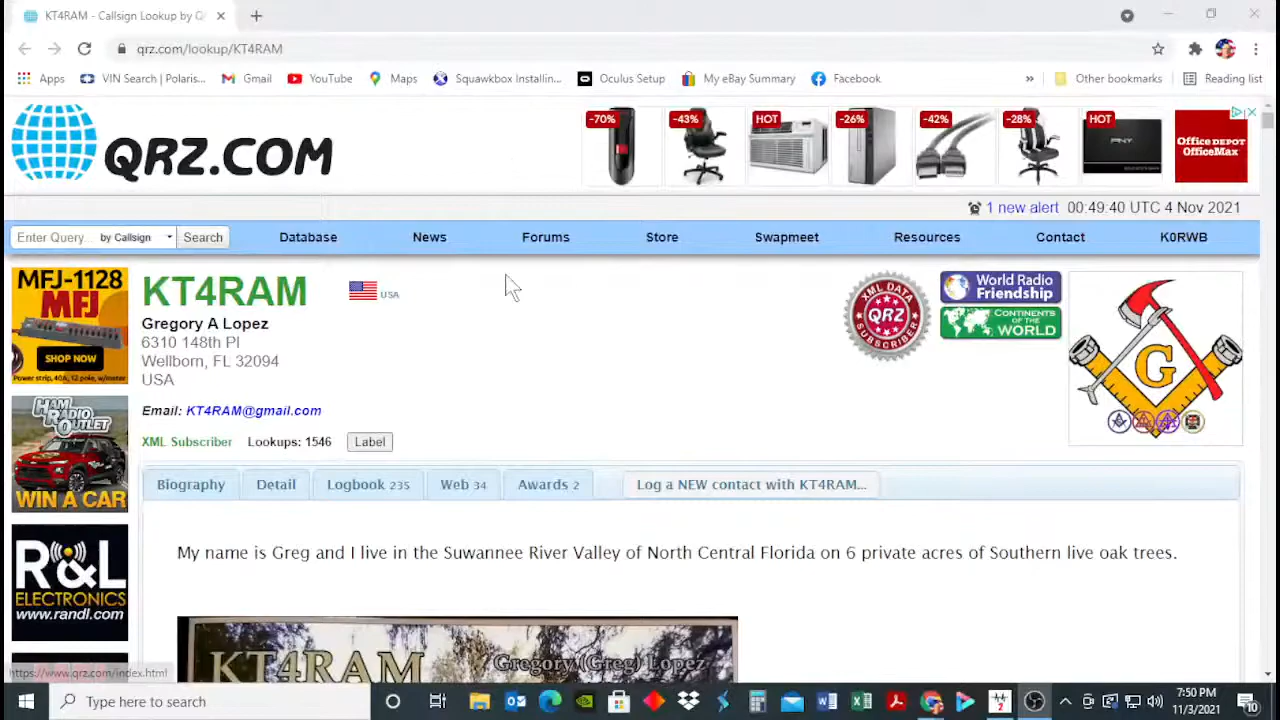 KT4RAM - Callsign Lookup by Q
qrz.com/lookup/KT4RAM
Apps
VIN Search | Polaris...
Gmail
YouTube
Maps
Squawkbox Installin...
Oculus Setup
My eBay Summary
Facebook
»
Other bookmarks
Reading list
QRZ.COM
-70%
-43%
HOT
-26%
-42%
-28%
HOT
PNY
Office DEPOT
OfficeMax
1 new alert 00:49:40 UTC 4 Nov 2021
Enter Query...
by Callsign
Search
Database
News
Forums
Store
Swapmeet
Resources
Contact
K0RWB
MFJ-1128
MFJ
SHOP NOW
Power strip, 40A, 12 pole, w/meter
KT4RAM
USA
Gregory A Lopez
6310 148th Pl
Wellborn, FL 32094
USA
Email: KT4RAM@gmail.com
XML Subscriber
Lookups: 1546
Label
XML DATA
QRZ
SUBSCRIBER
World Radio
Friendship
CONTINENTS
OF THE
WORLD
G
HAM
RADIO
OUTLET
WIN A CAR
Biography
Detail
Logbook 235
Web 34
Awards 2
Log a NEW contact with KT4RAM...
My name is Greg and I live in the Suwannee River Valley of North Central Florida on 6 private acres of Southern live oak trees.
R&L
ELECTRONICS
www.randl.com
KT4RAM
Gregory (Greg) Lopez
https://www.qrz.com/index.html
Type here to search
7:50 PM
11/3/2021
10